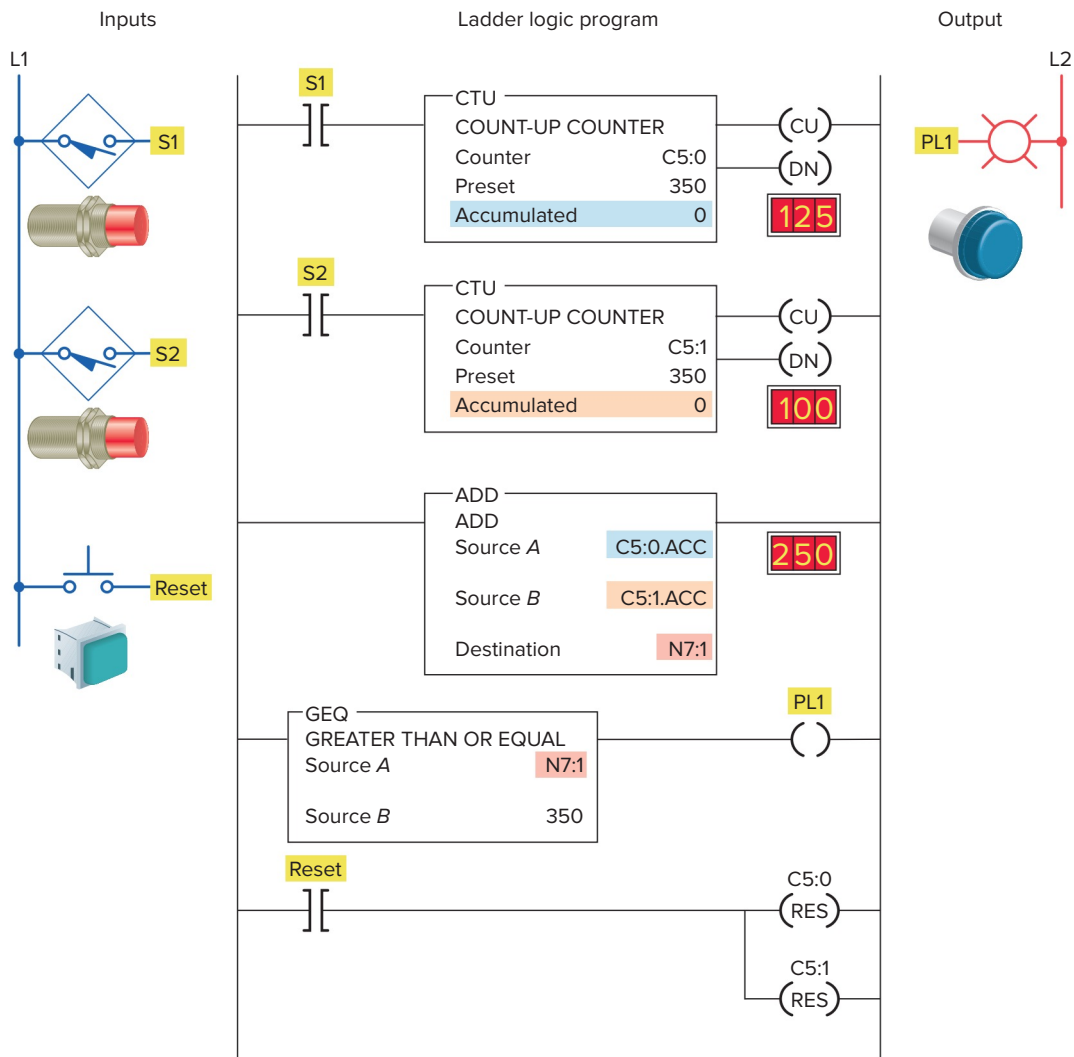 Inputs
Ladder logic program
Output
L1
L2
S1
S1
CTU
COUNT-UP COUNTER
Counter C5:0
Preset 350
Accumulated 0
CU
DN
125
PL1
S2
S2
CTU
COUNT-UP COUNTER
Counter C5:1
Preset 350
Accumulated 0
CU
DN
100
ADD
ADD
Source A C5:0.ACC
Source B C5:1.ACC
Destination N7:1
250
Reset
GEQ
GREATER THAN OR EQUAL
Source A N7:1
Source B 350
PL1
Reset
C5:0
RES
C5:1
RES